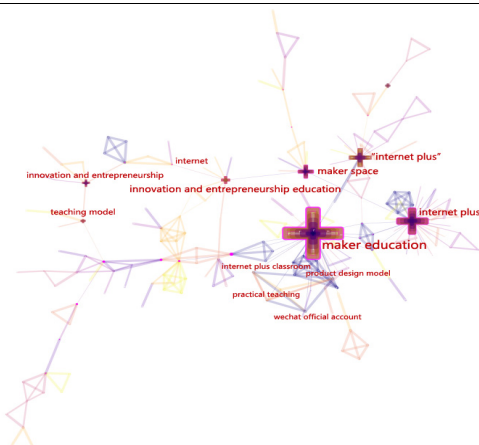 "internet plus"
internet
maker space
innovation and entrepreneurship
innovation and entrepreneurship education
teaching model
internet plus
maker education
internet plus classroom
product design model
practical teaching
wechat official account